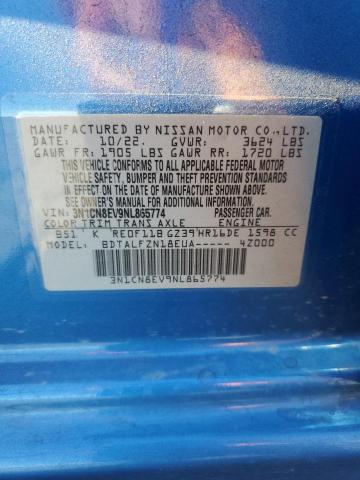 MANUFACTURED BY NISSAN MOTOR CO., LTD.
DATE: 10/22 GVWR: 3624 LBS
GAWR FR: 1905 LBS GAWR RR: 1720 LBS
THIS VEHICLE CONFORMS TO ALL APPLICABLE FEDERAL MOTOR
VEHICLE SAFETY, BUMPER AND THEFT PREVENTION STANDARDS
IN EFFECT ON THE DATE OF MANUFACTURE SHOWN ABOVE.
SEE OWNER'S MANUAL FOR ADDITIONAL INFORMATION.
VIN: 3N1CN8EV9NL865774 PASSENGER CAR.
COLOR TRIM TRANS AXLE ENGINE
B51 K RE0F11B GZ39 HR16DE 1598 CC
MODEL: BDTALFZN18EUA----- 4Z000
3N1CN8EV9NL865774